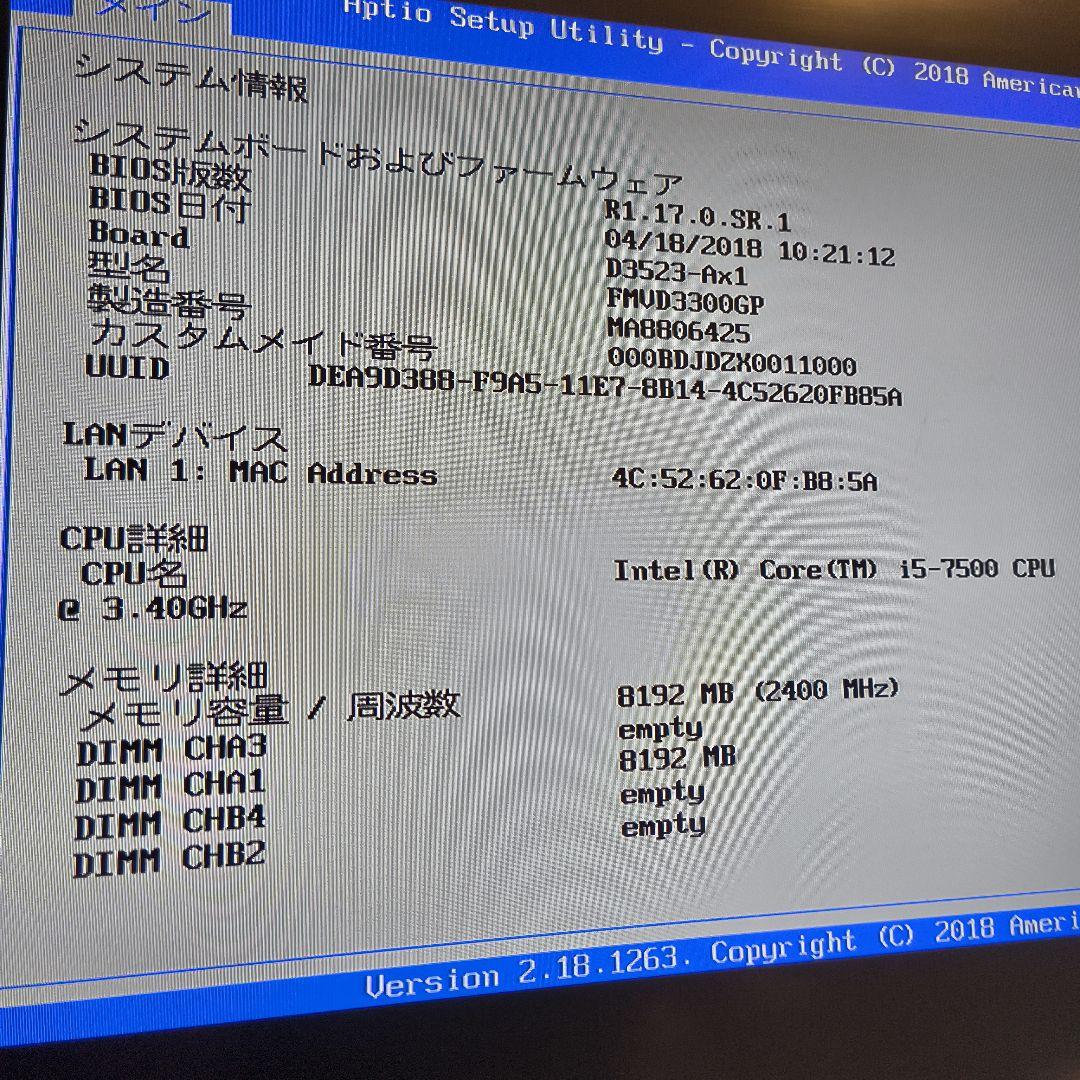 Aptio Setup Utility - Copyright (C) 2018 American
メイン
システム情報
システムボードおよびファームウェア
BIOS版数 R1.17.0.SR.1
BIOS日付 04/18/2018 10:21:12
Board D3523-Ax1
型名 FMVD3300GP
製造番号 MA8806425
カスタムメイド番号 000BDJDZX0011000
UUID DEA9D388-F9A5-11E7-8B14-4C52620FB85A
LANデバイス
LAN 1: MAC Address 4C:52:62:0F:B8:5A
CPU詳細
CPU名 Intel(R) Core(TM) i5-7500 CPU
@ 3.40GHz
メモリ詳細
メモリ容量 / 周波数 8192 MB (2400 MHz)
DIMM CHA3 empty
DIMM CHA1 8192 MB
DIMM CHB4 empty
DIMM CHB2 empty
Version 2.18.1263. Copyright (C) 2018 Ameri